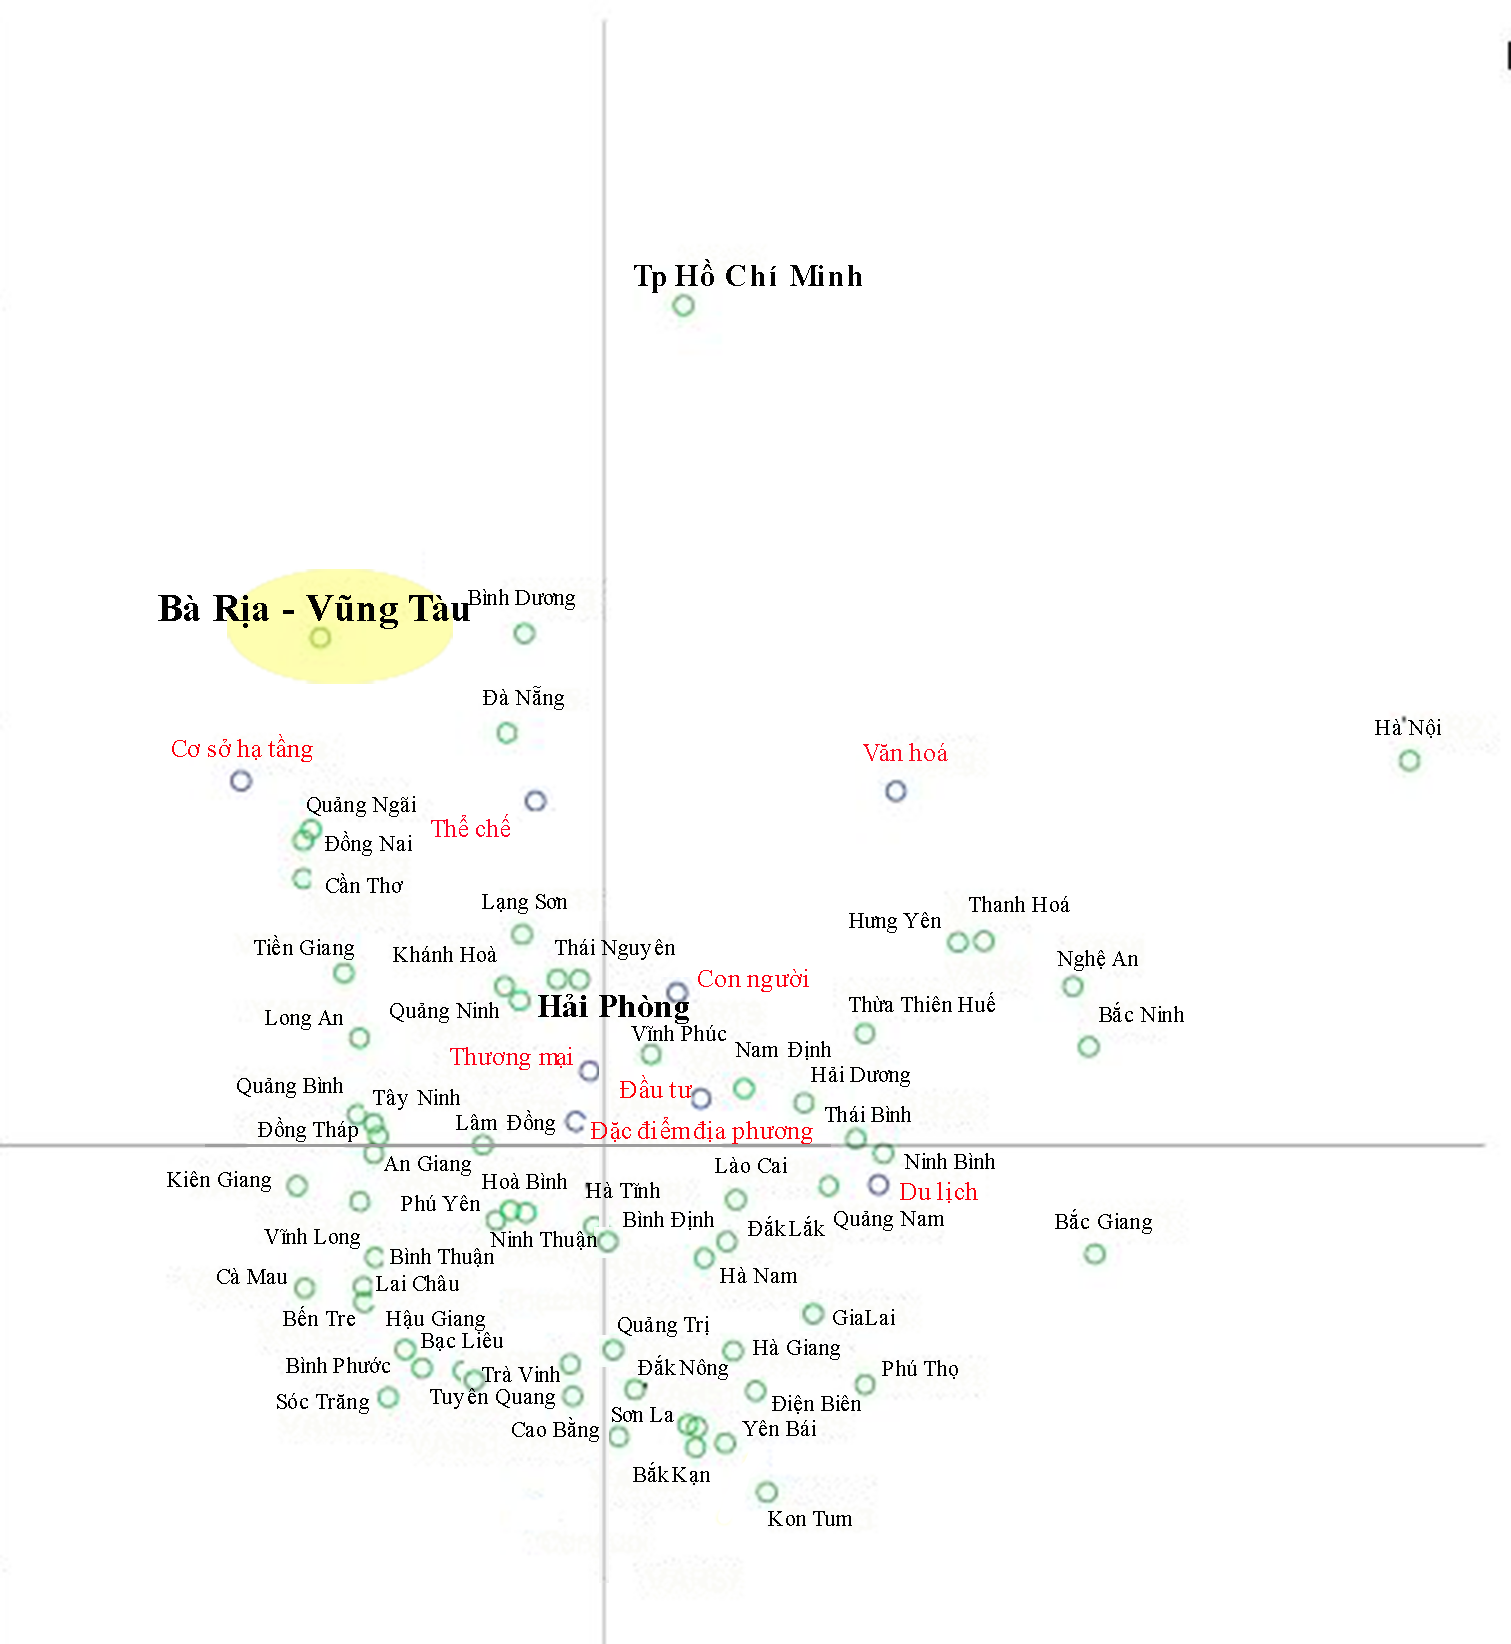 Tp Hồ Chí Minh
Bà Rịa - Vũng Tàu
Bình Dương
Đà Nẵng
Hà Nội
Cơ sở hạ tầng
Văn hoá
Quảng Ngãi
Thể chế
Đồng Nai
Cần Thơ
Lạng Sơn
Thanh Hoá
Hưng Yên
Tiền Giang
Khánh Hoà
Thái Nguyên
Nghệ An
Con người
Hải Phòng
Thừa Thiên Huế
Quảng Ninh
Long An
Bắc Ninh
Vĩnh Phúc
Nam Định
Thương mại
Hải Dương
Quảng Bình
Đầu tư
Tây Ninh
Thái Bình
Lâm Đồng
Đồng Tháp
Đặc điểm địa phương
An Giang
Lào Cai
Ninh Bình
Kiên Giang
Hoà Bình
Hà Tĩnh
Du lịch
Phú Yên
Bình Định
Quảng Nam
Bắc Giang
Đắk Lắk
Vĩnh Long
Ninh Thuận
Bình Thuận
Cà Mau
Hà Nam
Lai Châu
Bến Tre
Hậu Giang
Gia Lai
Quảng Trị
Bạc Liêu
Hà Giang
Bình Phước
Đắk Nông
Phú Thọ
Trà Vinh
Sóc Trăng
Tuyên Quang
Điện Biên
Sơn La
Cao Bằng
Yên Bái
Bắk Kạn
Kon Tum